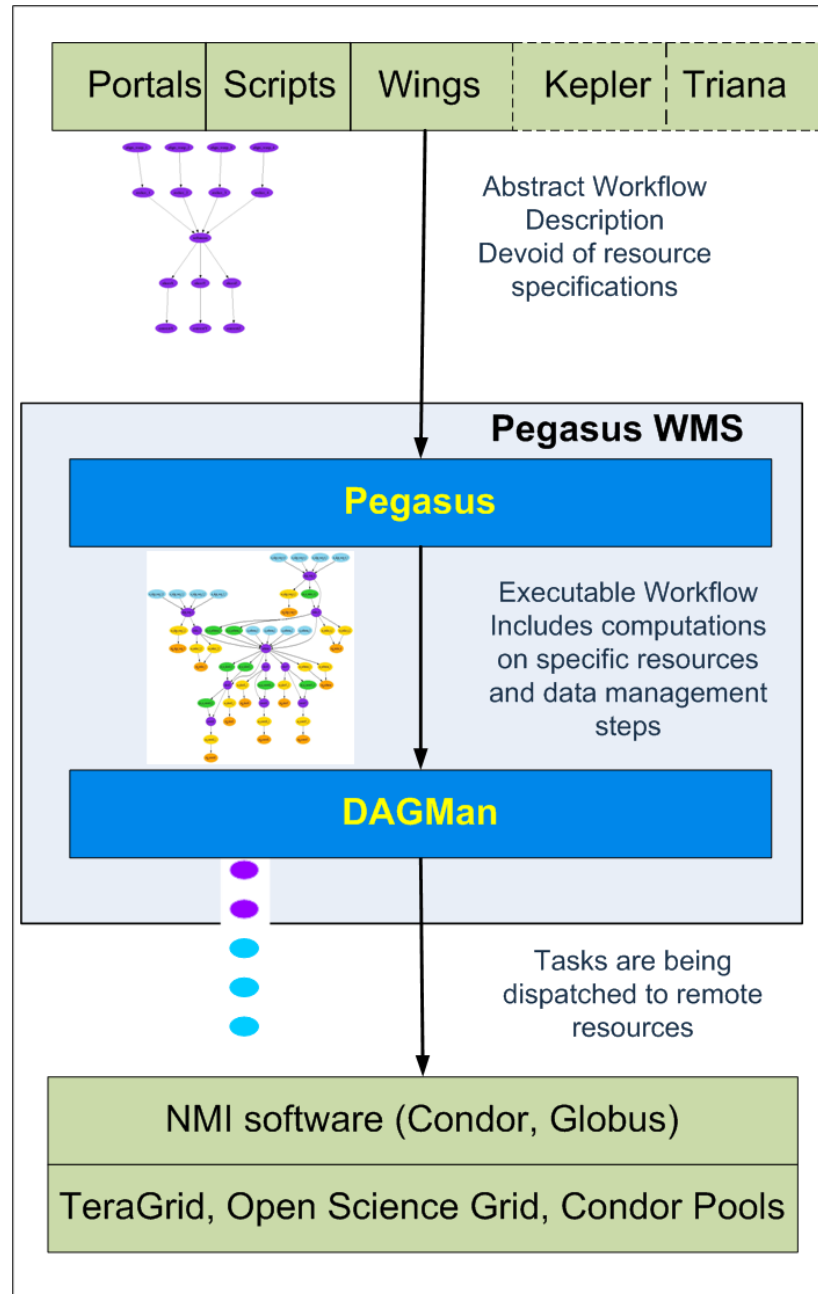 Portals Scripts Wings Kepler Triana
Abstract Workflow
Description
Devoid of resource
specifications
Pegasus WMS
Pegasus
Executable Workflow
Includes computations
on specific resources
and data management
steps
DAGMan
Tasks are being
dispatched to remote
resources
NMI software (Condor, Globus)
TeraGrid, Open Science Grid, Condor Pools